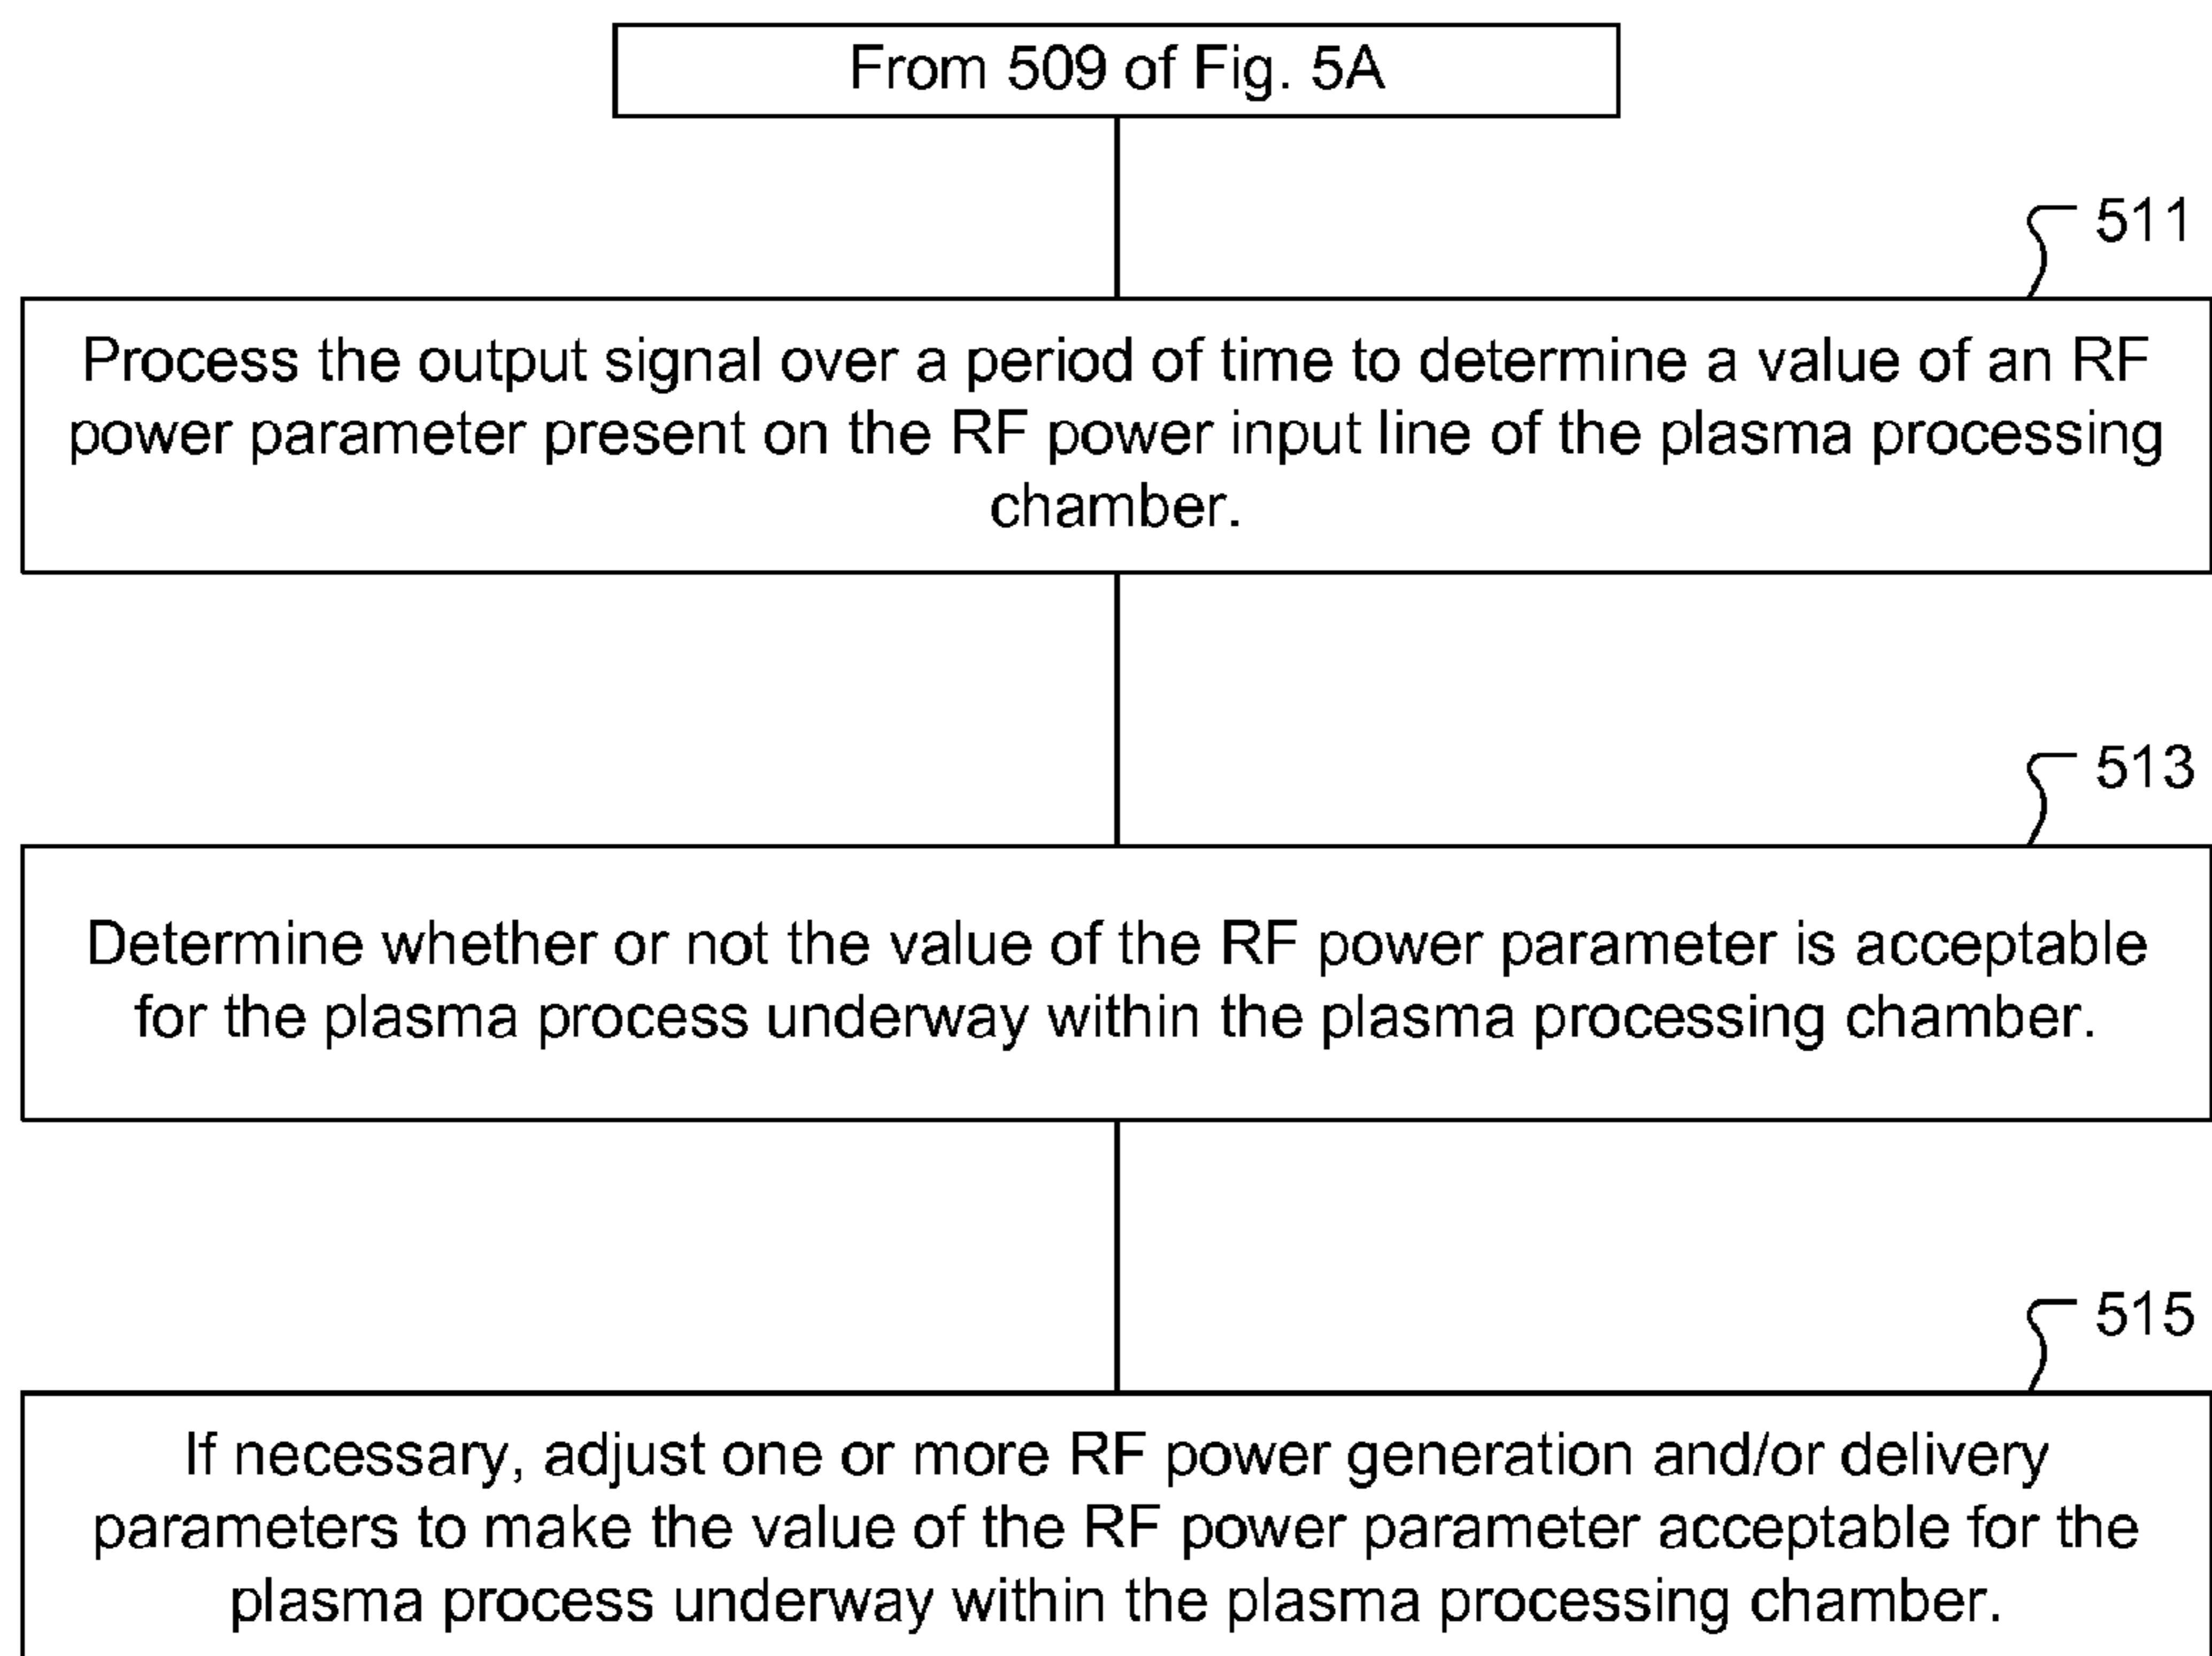 From 509 of Fig. 5A
511
Process the output signal over a period of time to determine a value of an RF
power parameter present on the RF power input line of the plasma processing
chamber.
513
Determine whether or not the value of the RF power parameter is acceptable
for the plasma process underway within the plasma processing chamber.
515
If necessary, adjust one or more RF power generation and/or delivery
parameters to make the value of the RF power parameter acceptable for the
plasma process underway within the plasma processing chamber.